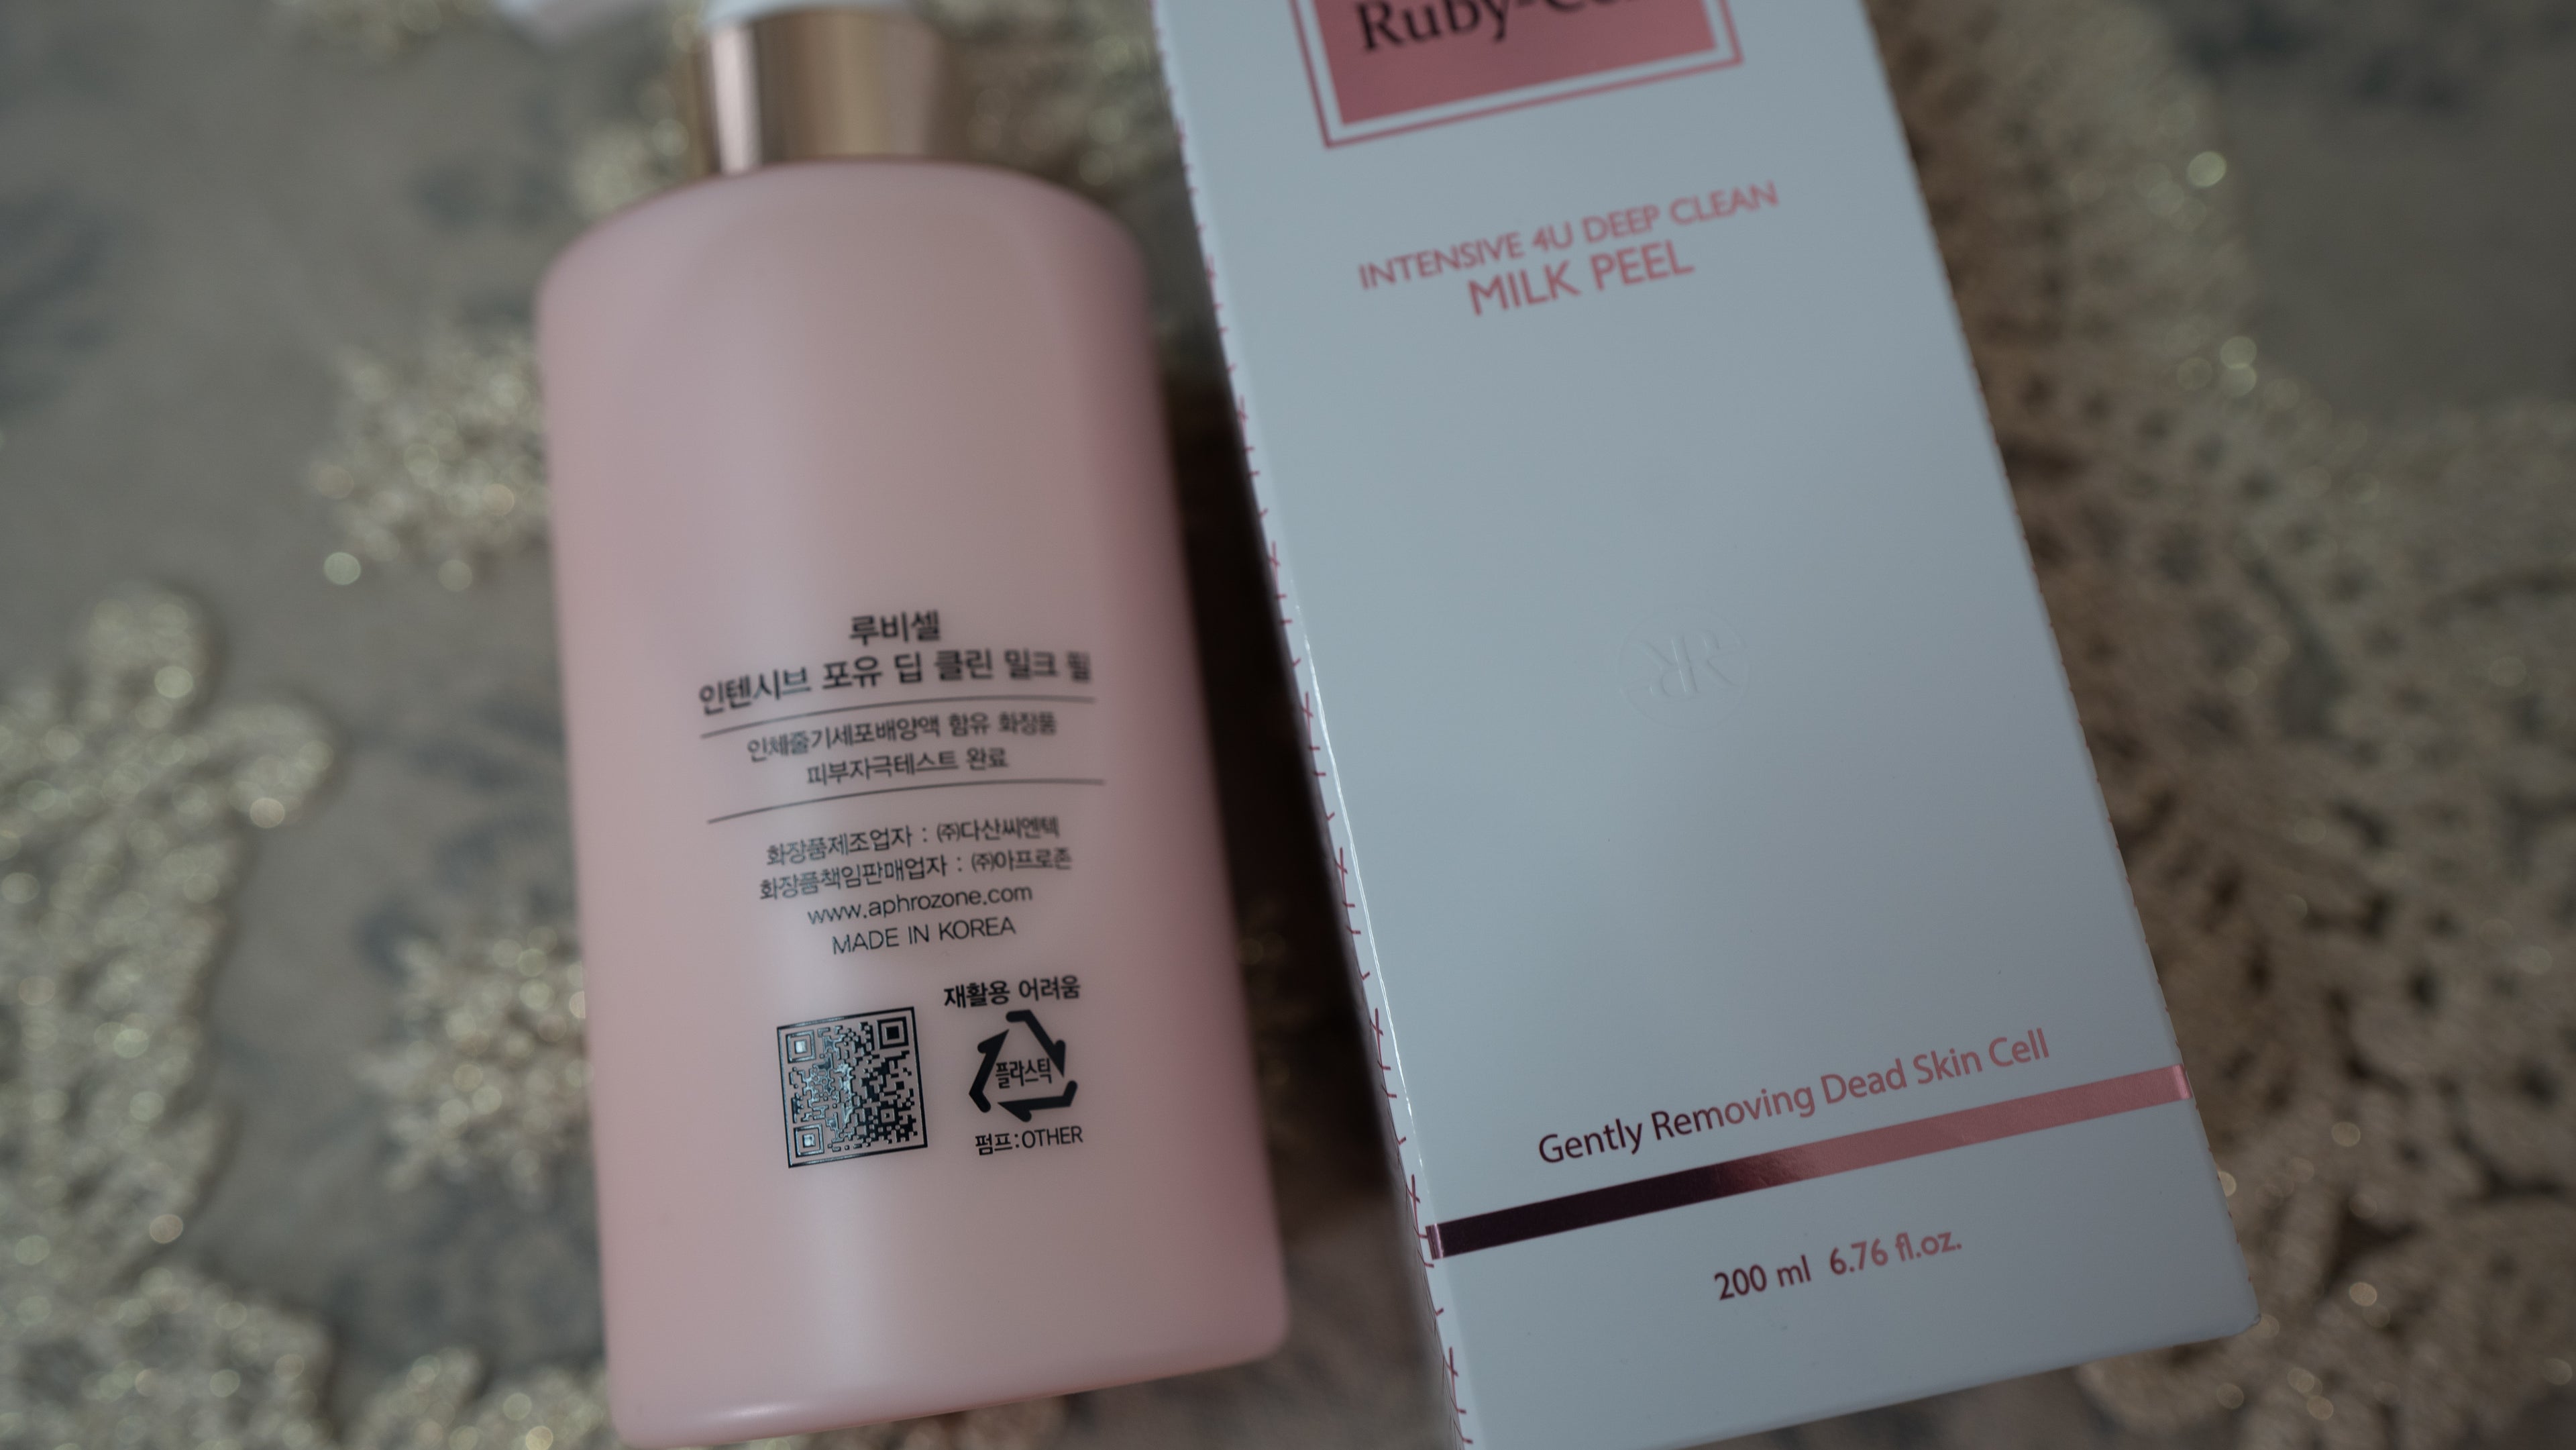 루비셀
인텐시브 포유 딥 클린 밀크 필
인체줄기세포배양액 함유 화장품
피부자극테스트 완료
화장품제조업자 : ㈜다산씨엔텍
화장품책임판매업자 : ㈜아프로존
www.aphrozone.com
MADE IN KOREA
재활용 어려움
플라스틱
펌프:OTHER
INTENSIVE 4U DEEP CLEAN
MILK PEEL
Gently Removing Dead Skin Cell
200 ml 6.76 fl.oz.